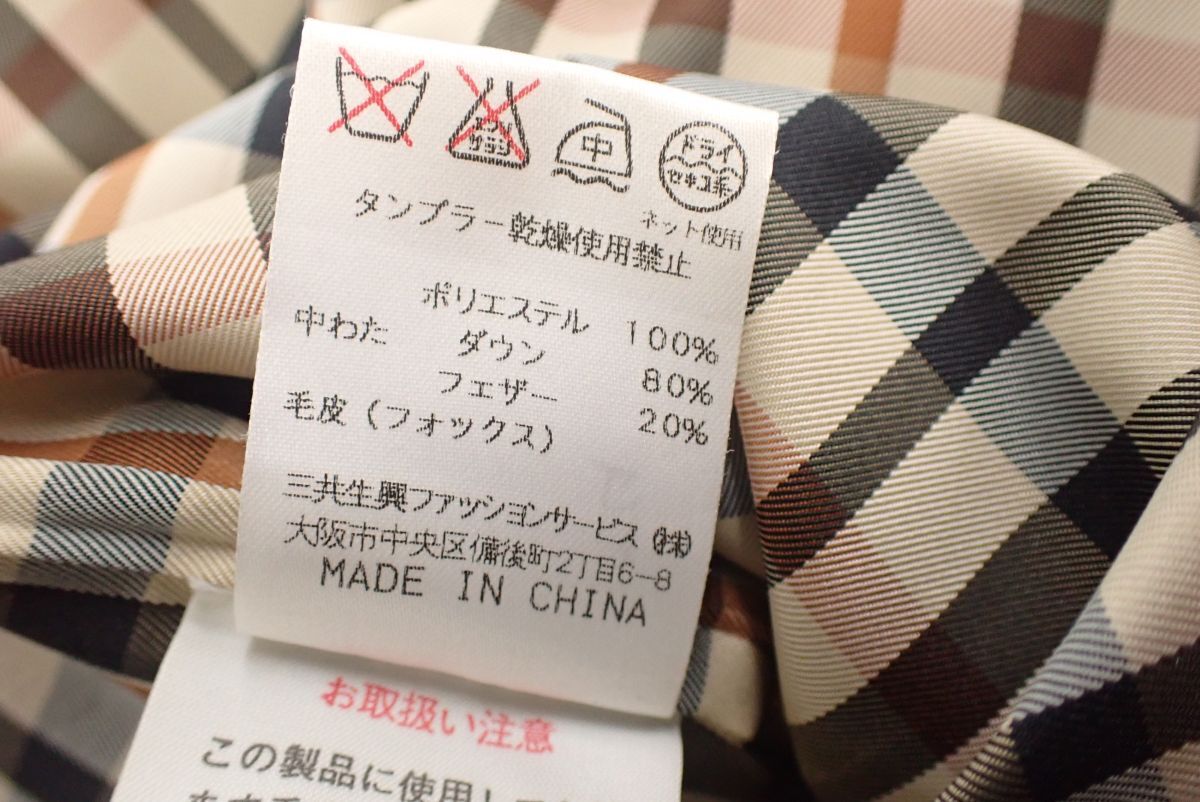 エンソ
サラシ
中
ドライ
セキユ系
ネット使用
タンブラー乾燥使用禁止
ポリエステル 100%
中わた ダウン 80%
フェザー 20%
毛皮(フォックス)
三共生興ファッションサービス(株)
大阪市中央区備後町2丁目6-8
MADE IN CHINA
お取扱い注意
この製品に使用して